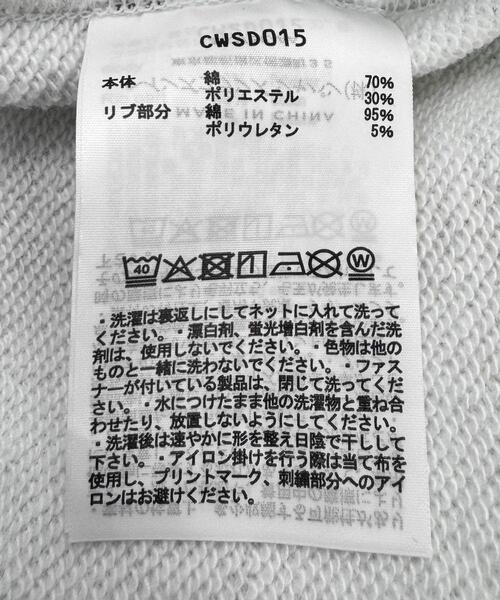 CWSD015
本体 綿 70%
ポリエステル 30%
リブ部分 綿 95%
ポリウレタン 5%
40 W
・洗濯は裏返しにしてネットに入れて洗って
ください。・漂白剤、蛍光増白剤を含んだ洗
剤は、使用しないでください。・色物は他の
ものと一緒に洗わないでください。・ファス
ナーが付いている製品は、閉じて洗ってくだ
さい。・水につけたまま他の洗濯物と重ね合
わせたり、放置しないようにしてください。
・洗濯後は速やかに形を整え日陰で干して
下さい。・アイロン掛けを行う際は当て布を
使用し、プリントマーク、刺繍部分へのアイ
ロンはお避けください。